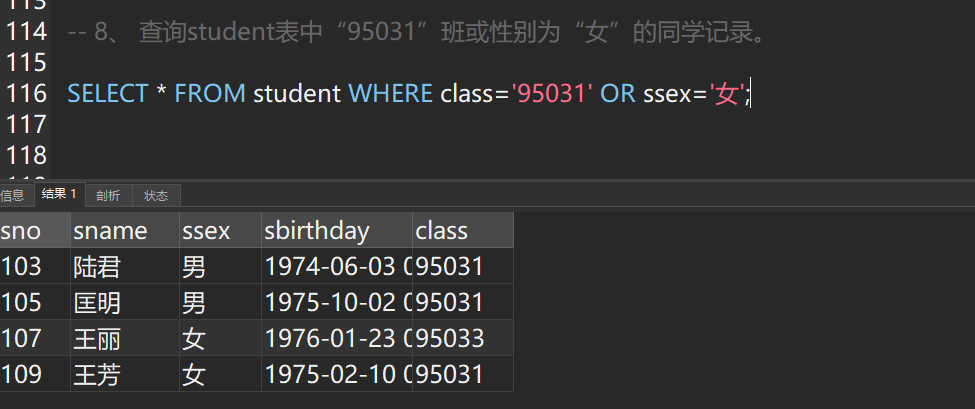 114 -- 8、 查询student表中“95031”班或性别为“女”的同学记录。
115
116 SELECT * FROM student WHERE class='95031' OR ssex='女';
117
118
信息 结果 1 剖析 状态
sno sname ssex sbirthday class
103 陆君 男 1974-06-03 0 95031
105 匡明 男 1975-10-02 0 95031
107 王丽 女 1976-01-23 0 95033
109 王芳 女 1975-02-10 0 95031